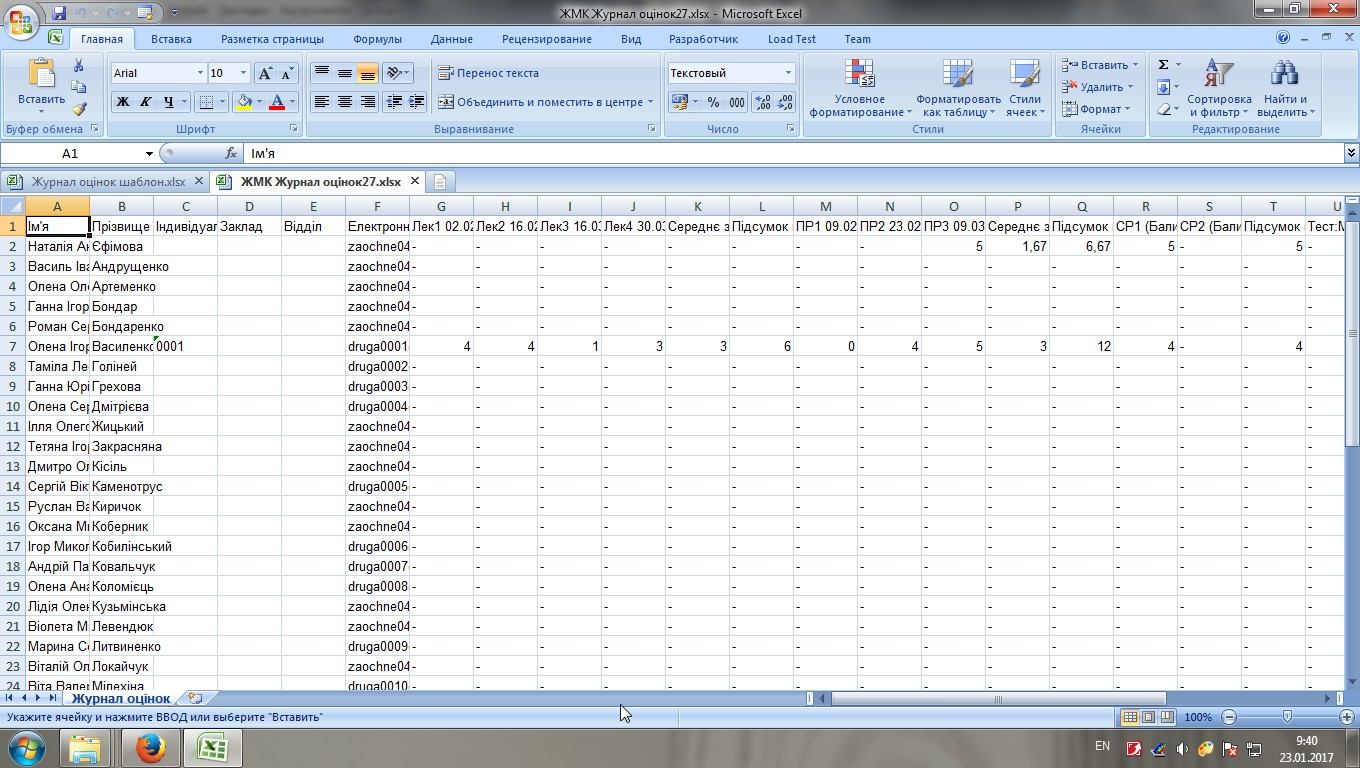 ЖМК Журнал оцінок27.xlsx - Microsoft Excel
Главная Вставка Разметка страницы Формулы Данные Рецензирование Вид Разработчик Load Test Team
Вставить
Буфер обмена
Arial 10
Ж К Ч
Шрифт
Перенос текста
Объединить и поместить в центре
Выравнивание
Текстовый
% 000
Число
Условное форматирование
Форматировать как таблицу
Стили ячеек
Стили
Вставить
Удалить
Формат
Ячейки
Сортировка и фильтр
Найти и выделить
Редактирование
A1 fx Ім'я
Журнал оцінок шаблон.xlsx ЖМК Журнал оцінок27.xlsx
A B C D E F G H I J K L M N O P Q R S T U
1 Ім'я Прізвище Індивідуал Заклад Відділ Електронн Лек1 02.02 Лек2 16.02 Лек3 16.03 Лек4 30.03 Середнє з Підсумок ПР1 09.02 ПР2 23.02 ПР3 09.03 Середнє з Підсумок СР1 (Бали СР2 (Бали Підсумок Тест:М
2 Наталія Ан Єфімова zaochne04 - - - - - - - - 5 1,67 6,67 5 - 5 -
3 Василь Іва Андрущенко zaochne04 - - - - - - - - - - - - - - -
4 Олена Оле Артеменко zaochne04 - - - - - - - - - - - - - - -
5 Ганна Ігор Бондар zaochne04 - - - - - - - - - - - - - - -
6 Роман Сер Бондаренко zaochne04 - - - - - - - - - - - - - - -
7 Олена Ігор Василенко 0001 druga0001 4 4 1 3 3 6 0 4 5 3 12 4 - 4
8 Таміла Ле Голіней druga0002 - - - - - - - - - - - - - - -
9 Ганна Юрі Грехова druga0003 - - - - - - - - - - - - - - -
10 Олена Сер Дмітрієва druga0004 - - - - - - - - - - - - - - -
11 Ілля Олего Жицький zaochne04 - - - - - - - - - - - - - - -
12 Тетяна Ігор Закрасняна zaochne04 - - - - - - - - - - - - - - -
13 Дмитро Ол Кісіль zaochne04 - - - - - - - - - - - - - - -
14 Сергій Вік Каменотрус druga0005 - - - - - - - - - - - - - - -
15 Руслан Ва Киричок zaochne04 - - - - - - - - - - - - - - -
16 Оксана Ми Коберник zaochne04 - - - - - - - - - - - - - - -
17 Ігор Микол Кобилінський druga0006 - - - - - - - - - - - - - - -
18 Андрій Па Ковальчук druga0007 - - - - - - - - - - - - - - -
19 Олена Ана Коломієць druga0008 - - - - - - - - - - - - - - -
20 Лідія Олен Кузьмінська zaochne04 - - - - - - - - - - - - - - -
21 Віолета М Левендюк zaochne04 - - - - - - - - - - - - - - -
22 Марина Се Литвиненко druga0009 - - - - - - - - - - - - - - -
23 Віталій Ол Локайчук zaochne04 - - - - - - - - - - - - - - -
24 Віта Валер Мілехіна druga0010 - - - - - - - - - - - - - - -
Журнал оцінок
Укажите ячейку и нажмите ВВОД или выберите "Вставить" 100%
EN 9:40
23.01.2017